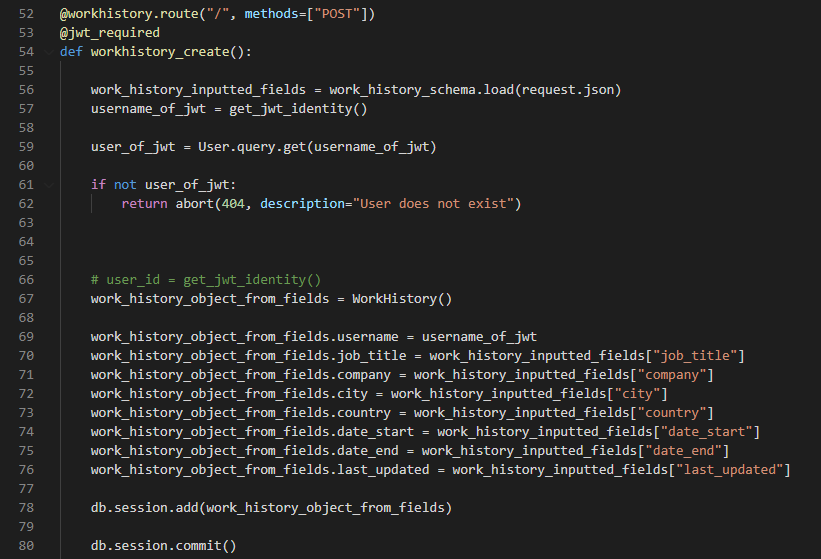 52 @workhistory.route("/", methods=["POST"])
53 @jwt_required
54 def workhistory_create():
55
56     work_history_inputted_fields = work_history_schema.load(request.json)
57     username_of_jwt = get_jwt_identity()
58
59     user_of_jwt = User.query.get(username_of_jwt)
60
61     if not user_of_jwt:
62         return abort(404, description="User does not exist")
63
64
65
66     # user_id = get_jwt_identity()
67     work_history_object_from_fields = WorkHistory()
68
69     work_history_object_from_fields.username = username_of_jwt
70     work_history_object_from_fields.job_title = work_history_inputted_fields["job_title"]
71     work_history_object_from_fields.company = work_history_inputted_fields["company"]
72     work_history_object_from_fields.city = work_history_inputted_fields["city"]
73     work_history_object_from_fields.country = work_history_inputted_fields["country"]
74     work_history_object_from_fields.date_start = work_history_inputted_fields["date_start"]
75     work_history_object_from_fields.date_end = work_history_inputted_fields["date_end"]
76     work_history_object_from_fields.last_updated = work_history_inputted_fields["last_updated"]
77
78     db.session.add(work_history_object_from_fields)
79
80     db.session.commit()